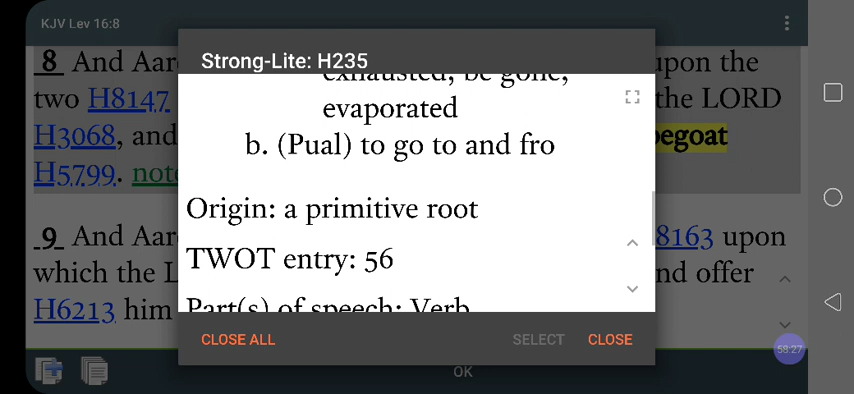 KJV Lev 16:8
Strong-Lite: H235
exhausted, be gone,
evaporated
b. (Pual) to go to and fro
Origin: a primitive root
TWOT entry: 56
Part(s) of speech: Verb
CLOSE ALL
SELECT
CLOSE
8 And Aar
upon the
two H8147
the LORD
H3068, and
egoat
H5799. note
9 And Aar
8163 upon
which the L
nd offer
H6213 him
58:27
OK